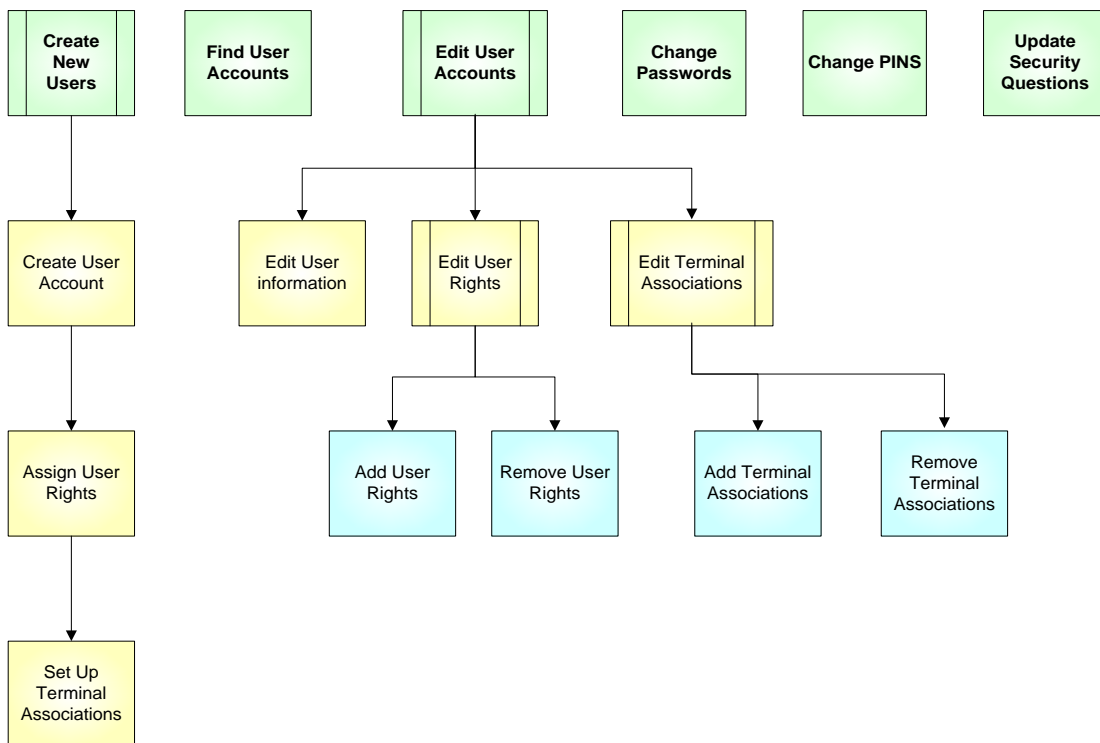 Create
New
Users
Find User
Accounts
Edit User
Accounts
Change
Passwords
Change PINS
Update
Security
Questions
Create User
Account
Edit User
information
Edit User
Rights
Edit Terminal
Associations
Assign User
Rights
Add User
Rights
Remove User
Rights
Add Terminal
Associations
Remove
Terminal
Associations
Set Up
Terminal
Associations